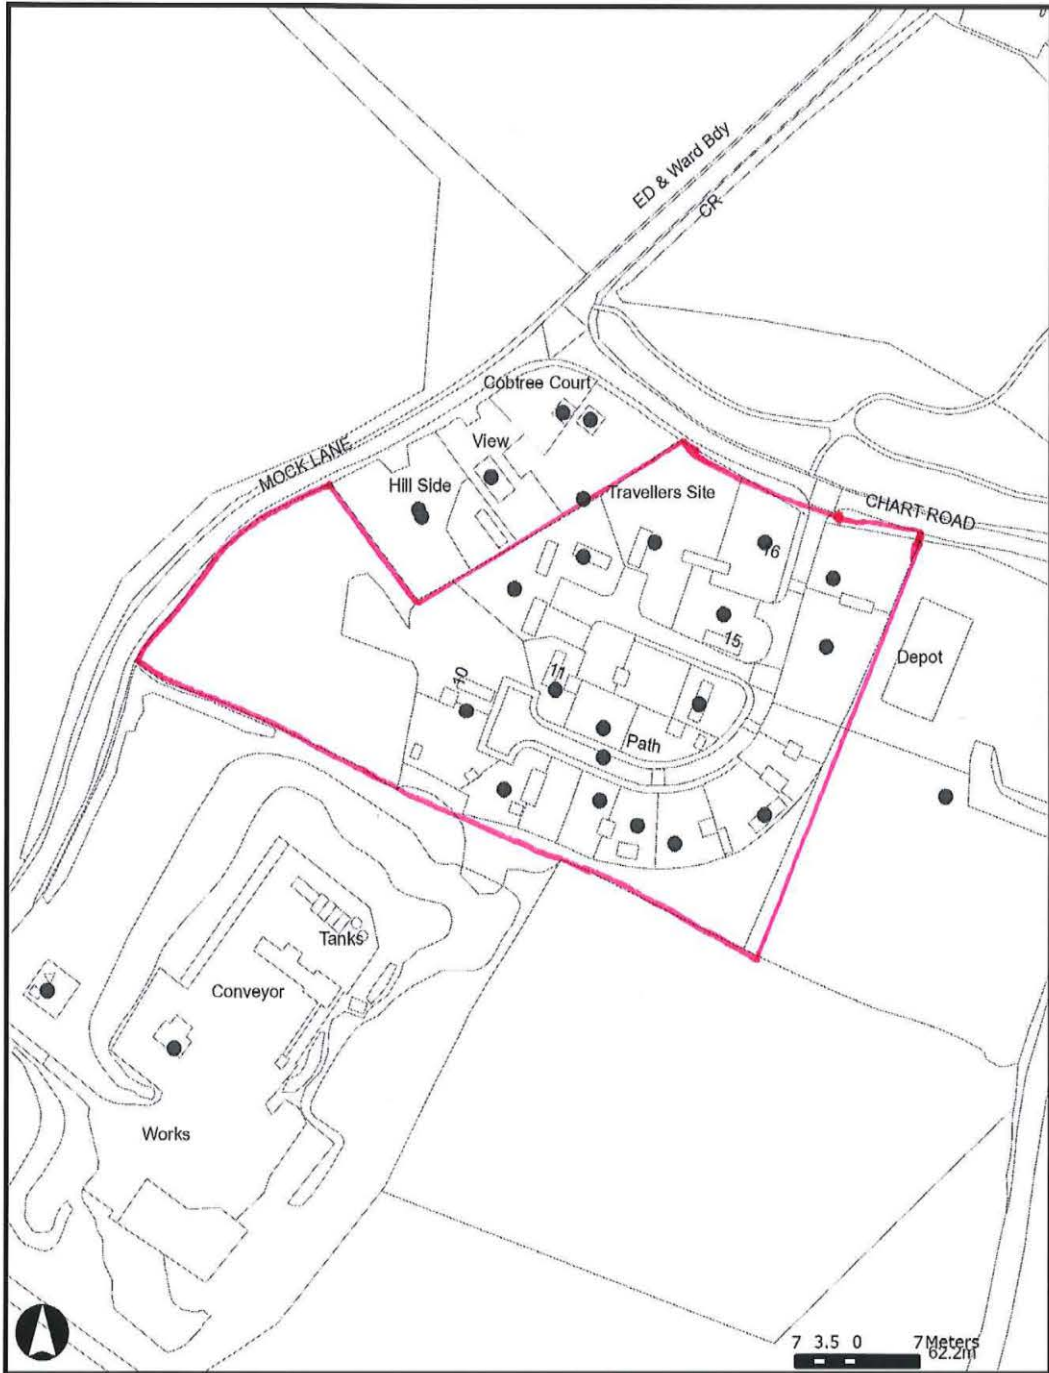 ED & Ward Bdy
CR
Cobtree Court
View
MOCK LANE
Hill Side
Travellers Site
CHART ROAD
16
15
Depot
11
10
Path
Tanks
Conveyor
Works
7 3.5 0 7 Meters
62.2m